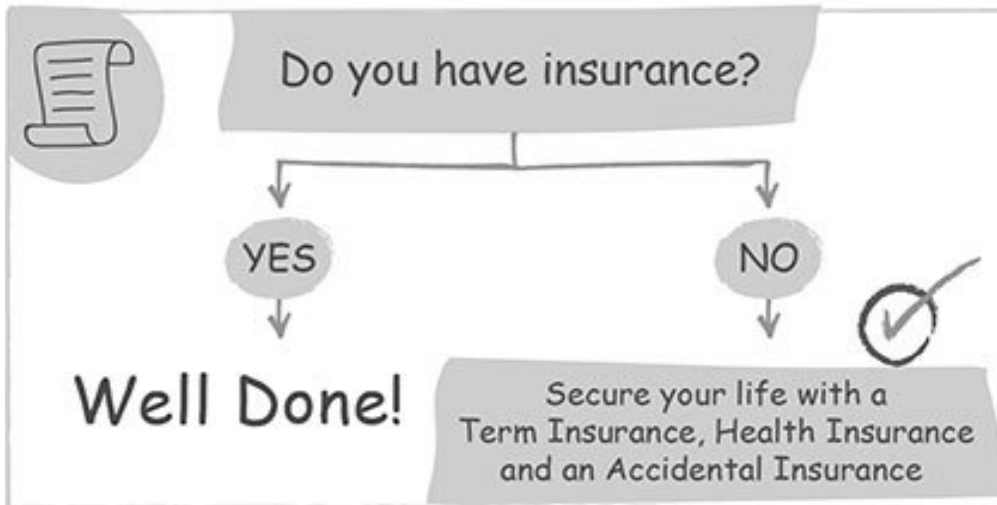 Do you have insurance?
YES
NO
Well Done!
Secure your life with a
Term Insurance, Health Insurance
and an Accidental Insurance